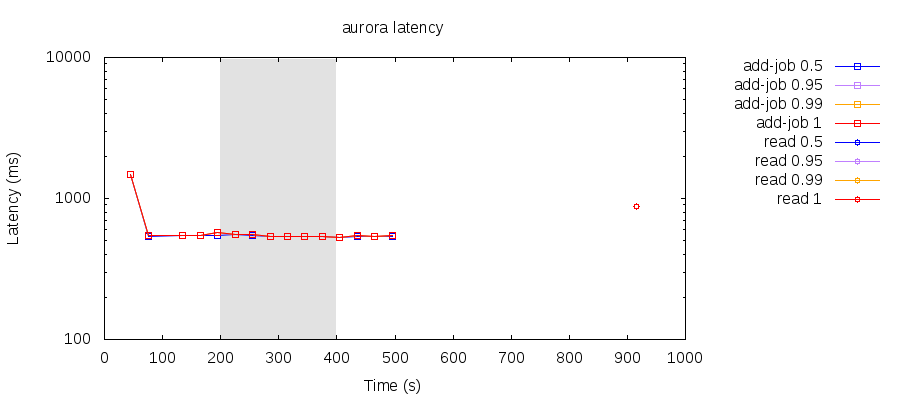 aurora latency
10000
1000
100
Latency (ms)
0 100 200 300 400 500 600 700 800 900 1000
Time (s)
add-job 0.5
add-job 0.95
add-job 0.99
add-job 1
read 0.5
read 0.95
read 0.99
read 1